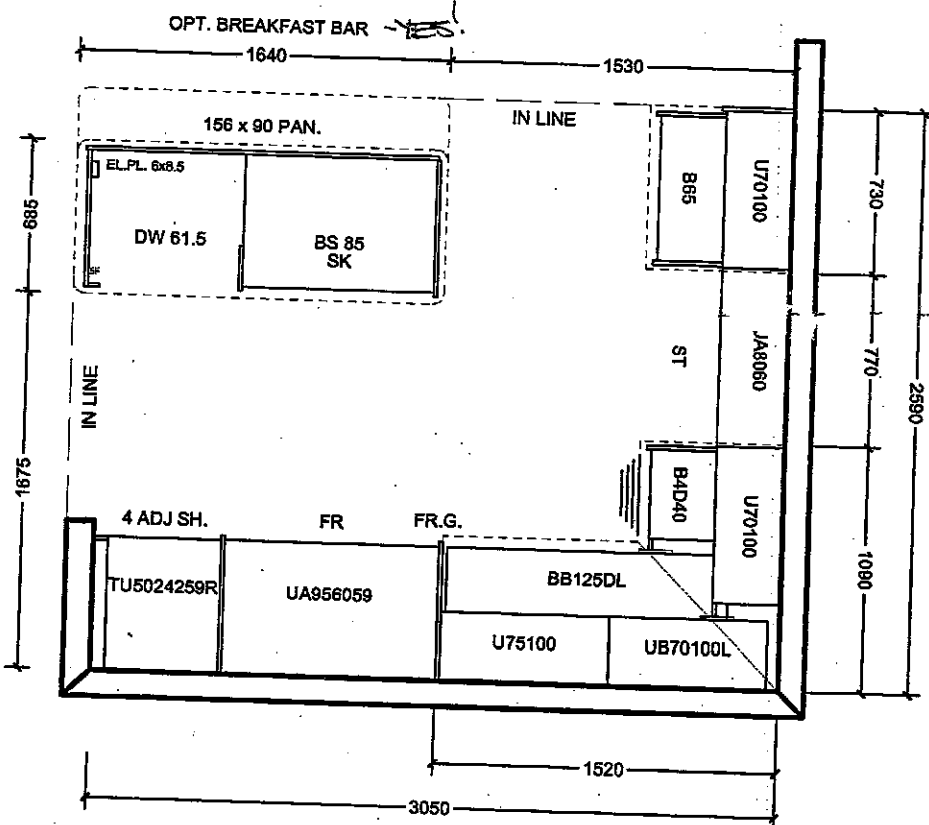 OPT. BREAKFAST BAR - YES.
1640
1530
156 x 90 PAN.
IN LINE
EL.PL. 6x8.5
DW 61.5
BS 85
SK
SF
685
B65
U70100
730
ST
JA8060
770
2590
IN LINE
1675
B4D40
U70100
1090
4 ADJ SH.
FR
FR.G.
TU5024259R
UA956059
BB125DL
U75100
UB70100L
1520
3050